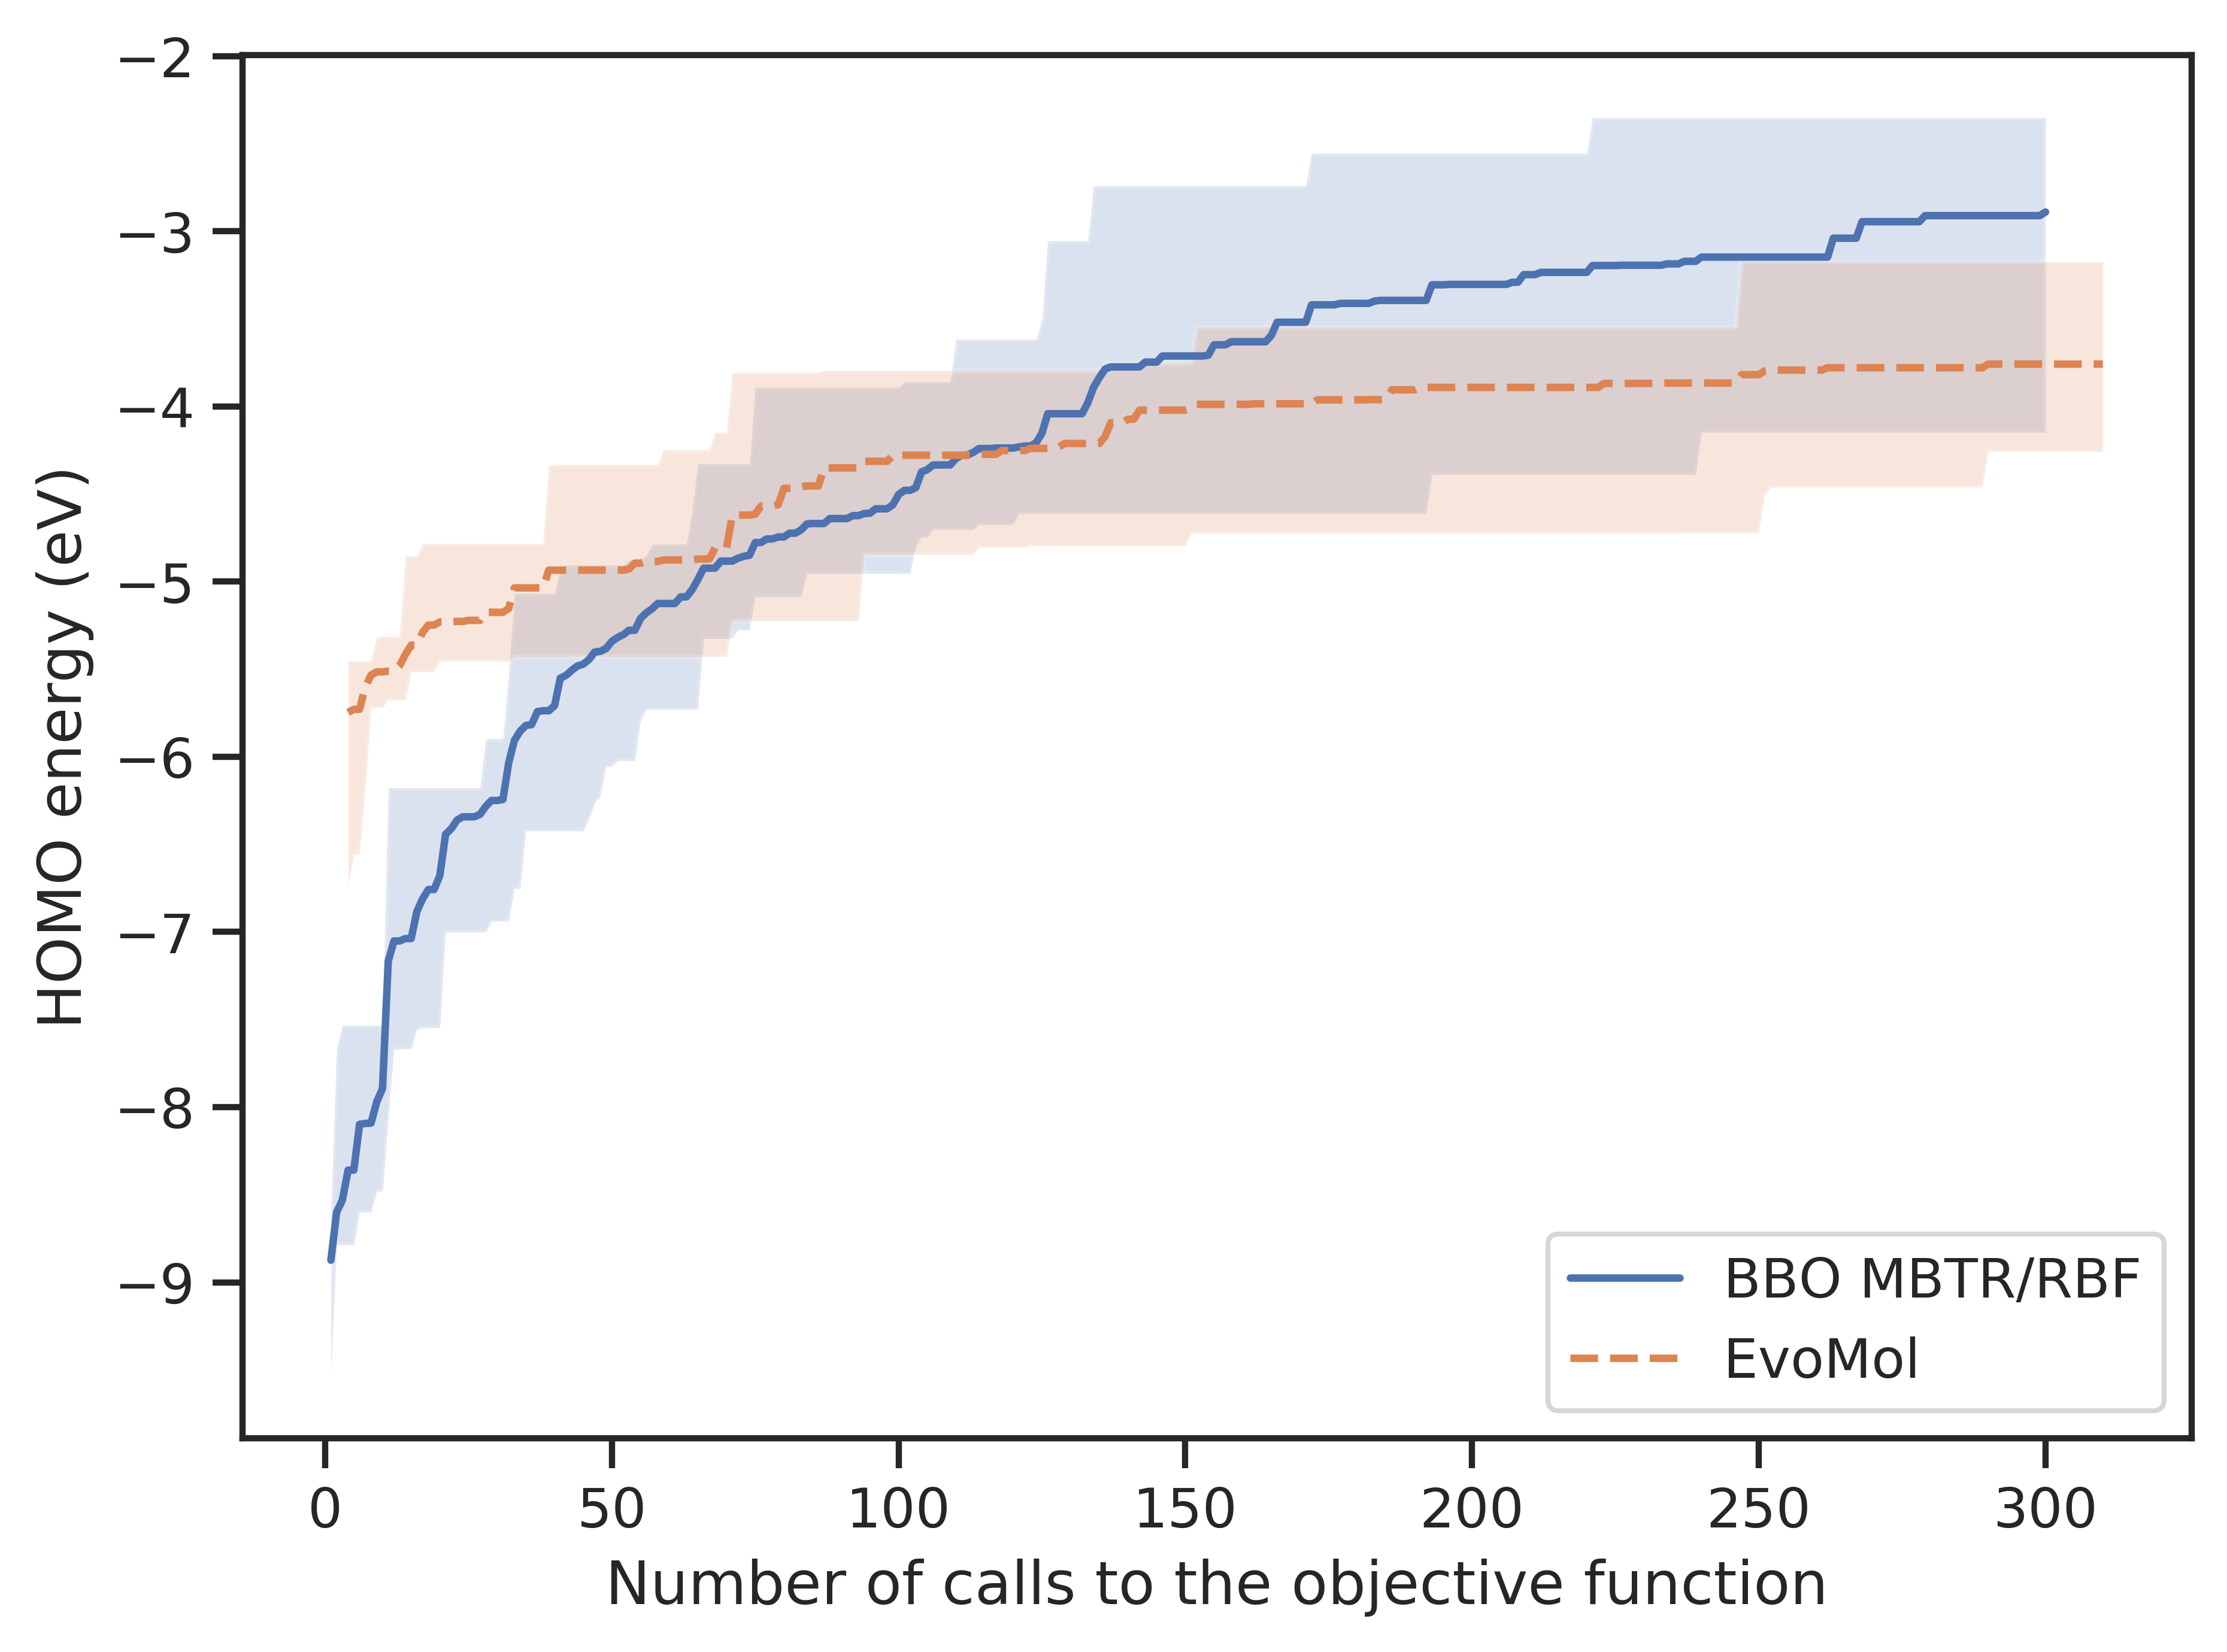 −2
−3
−4
−5
−6
−7
−8
−9
HOMO energy (eV)
0 50 100 150 200 250 300
Number of calls to the objective function
BBO MBTR/RBF
EvoMol